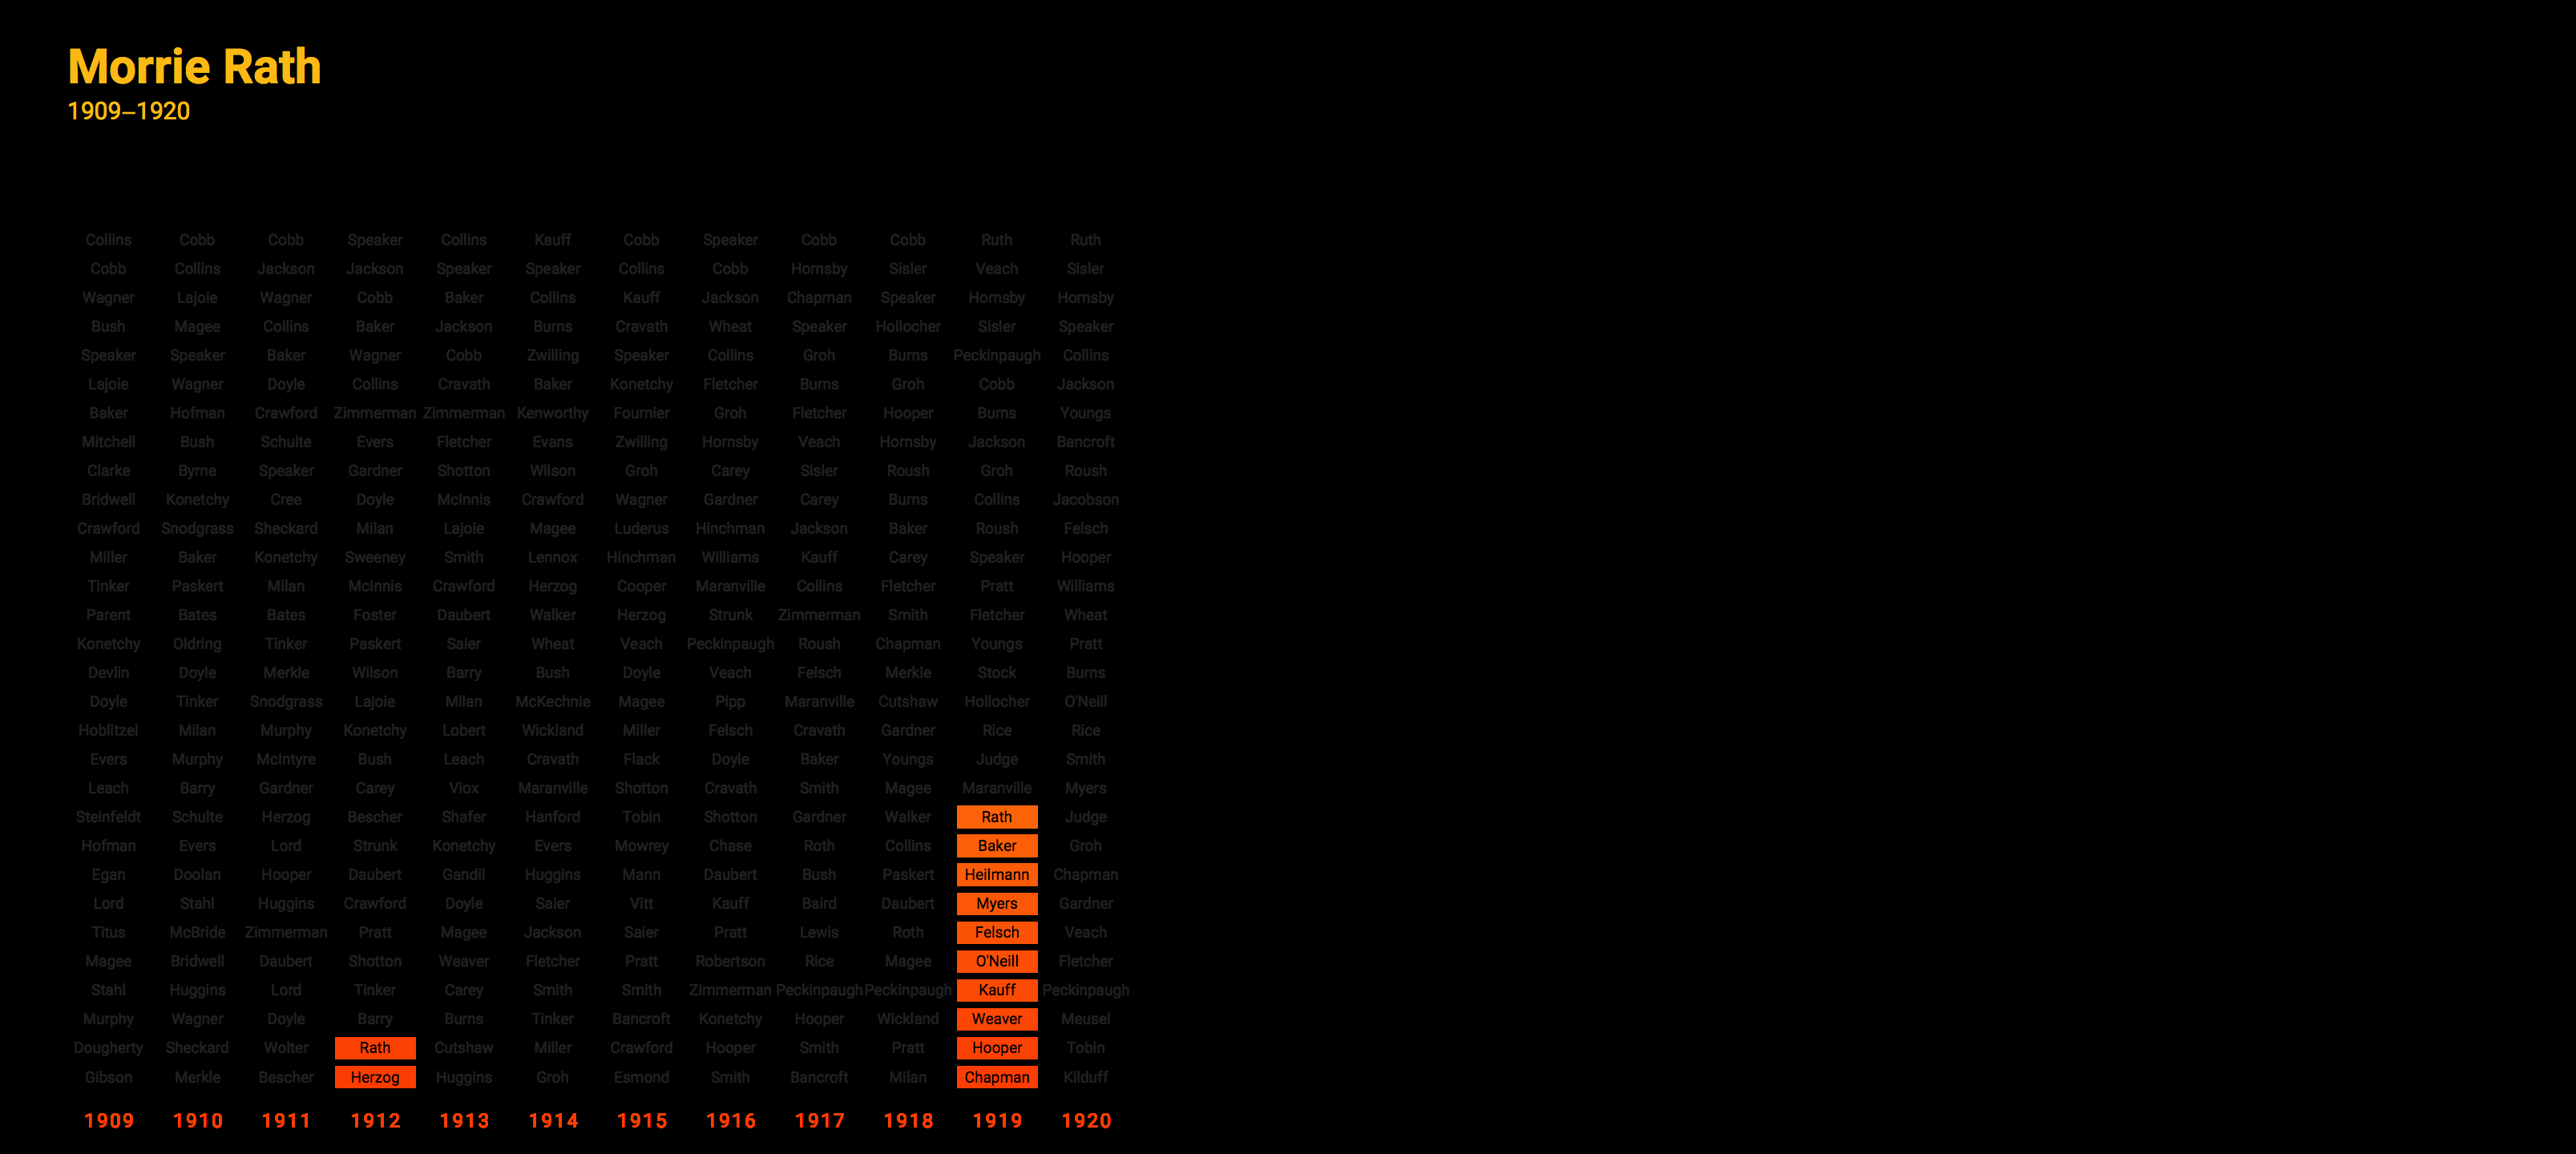 Morrie Rath
1909–1920
Collins Cobb Cobb Speaker Collins Kauff Cobb Speaker Cobb Cobb Ruth Ruth
Cobb Collins Jackson Jackson Speaker Speaker Collins Cobb Hornsby Sisler Veach Sisler
Wagner Lajoie Wagner Cobb Baker Collins Kauff Jackson Chapman Speaker Hornsby Hornsby
Bush Magee Collins Baker Jackson Burns Cravath Wheat Speaker Hollocher Sisler Speaker
Speaker Speaker Baker Wagner Cobb Zwilling Speaker Collins Groh Burns Peckinpaugh Collins
Lajoie Wagner Doyle Collins Cravath Baker Konetchy Fletcher Burns Groh Cobb Jackson
Baker Hofman Crawford Zimmerman Zimmerman Kenworthy Fournier Groh Fletcher Hooper Burns Youngs
Mitchell Bush Schulte Evers Fletcher Evans Zwilling Hornsby Veach Hornsby Jackson Bancroft
Clarke Byrne Speaker Gardner Shotton Wilson Groh Carey Sisler Roush Groh Roush
Bridwell Konetchy Cree Doyle McInnis Crawford Wagner Gardner Carey Burns Collins Jacobson
Crawford Snodgrass Sheckard Milan Lajoie Magee Luderus Hinchman Jackson Baker Roush Felsch
Miller Baker Konetchy Sweeney Smith Lennox Hinchman Williams Kauff Carey Speaker Hooper
Tinker Paskert Milan McInnis Crawford Herzog Cooper Maranville Collins Fletcher Pratt Williams
Parent Bates Bates Foster Daubert Walker Herzog Strunk Zimmerman Smith Fletcher Wheat
Konetchy Oldring Tinker Paskert Saier Wheat Veach Peckinpaugh Roush Chapman Youngs Pratt
Devlin Doyle Merkle Wilson Barry Bush Doyle Veach Felsch Merkle Stock Burns
Doyle Tinker Snodgrass Lajoie Milan McKechnie Magee Pipp Maranville Cutshaw Hollocher O'Neill
Hoblitzel Milan Murphy Konetchy Lobert Wickland Miller Felsch Cravath Gardner Rice Rice
Evers Murphy McIntyre Bush Leach Cravath Flack Doyle Baker Youngs Judge Smith
Leach Barry Gardner Carey Viox Maranville Shotton Cravath Smith Magee Maranville Myers
Steinfeldt Schulte Herzog Bescher Shafer Hanford Tobin Shotton Gardner Walker Rath Judge
Hofman Evers Lord Strunk Konetchy Evers Mowrey Chase Roth Collins Baker Groh
Egan Doolan Hooper Daubert Gandil Huggins Mann Daubert Bush Paskert Heilmann Chapman
Lord Stahl Huggins Crawford Doyle Saier Vitt Kauff Baird Daubert Myers Gardner
Titus McBride Zimmerman Pratt Magee Jackson Saier Pratt Lewis Roth Felsch Veach
Magee Bridwell Daubert Shotton Weaver Fletcher Pratt Robertson Rice Magee O'Neill Fletcher
Stahl Huggins Lord Tinker Carey Smith Smith Zimmerman Peckinpaugh Peckinpaugh Kauff Peckinpaugh
Murphy Wagner Doyle Barry Burns Tinker Bancroft Konetchy Hooper Wickland Weaver Meusel
Dougherty Sheckard Wolter Rath Cutshaw Miller Crawford Hooper Smith Pratt Hooper Tobin
Gibson Merkle Bescher Herzog Huggins Groh Esmond Smith Bancroft Milan Chapman Kilduff
1909 1910 1911 1912 1913 1914 1915 1916 1917 1918 1919 1920